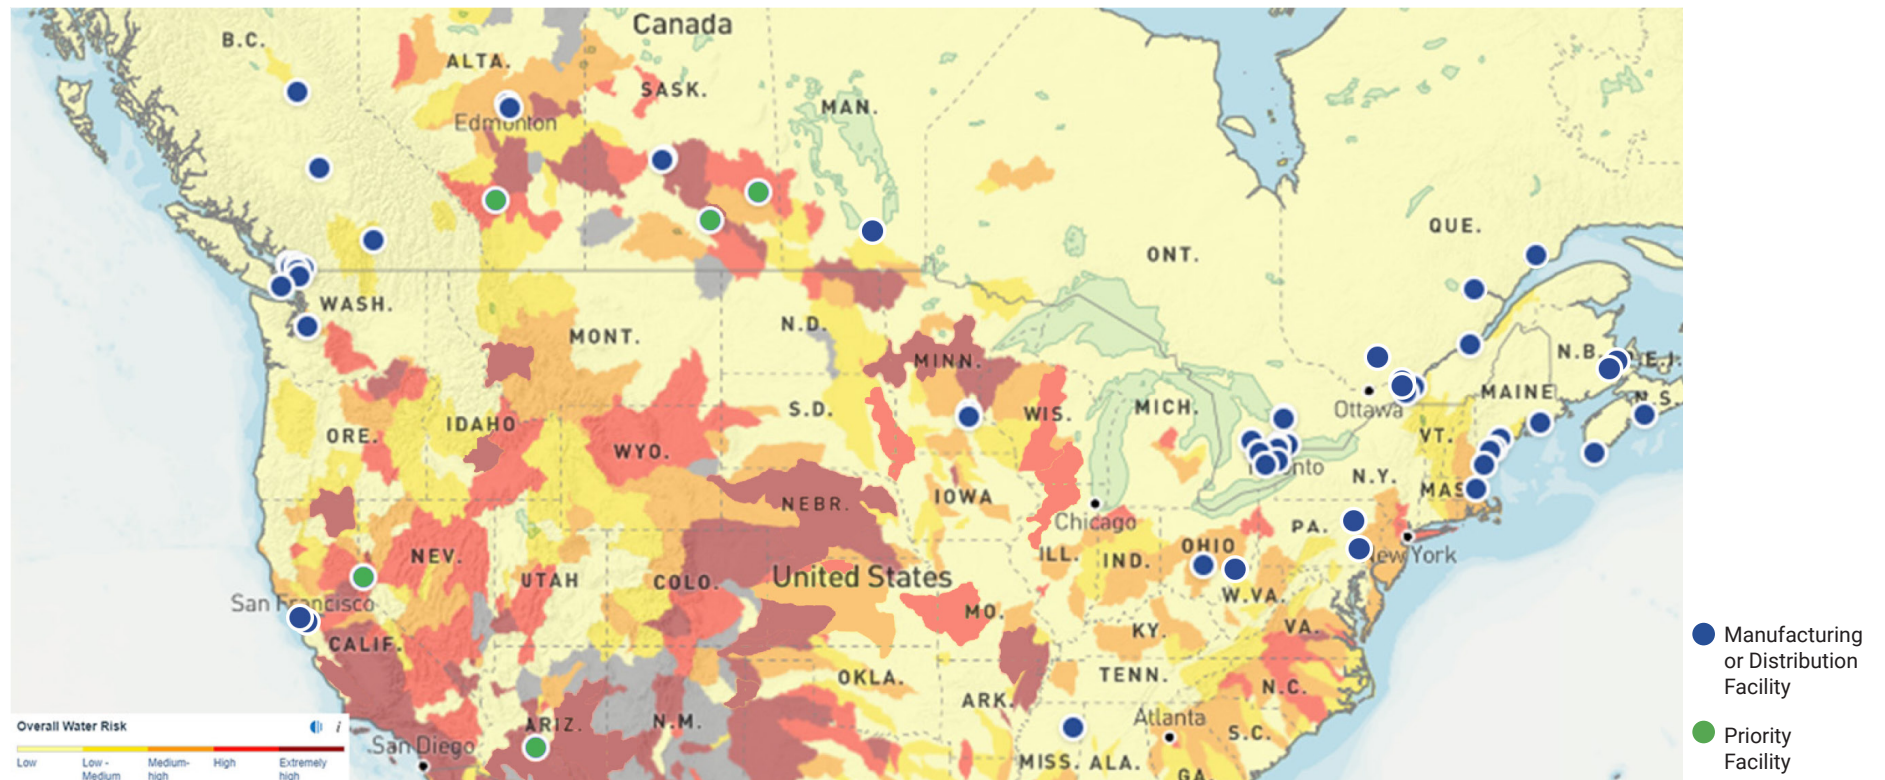 Canada
B.C.
ALTA.
SASK.
MAN.
Edmonton
QUE.
ONT.
WASH.
MONT.
N.D.
MINN.
N.B.
P.E.I.
MAINE
N.S.
Ottawa
S.D.
WIS.
MICH.
IDAHO
ORE.
VT.
WYO.
Toronto
N.Y.
MASS
NEBR.
IOWA
Chicago
PA.
NEV.
ILL.
IND.
OHIO
New York
UTAH
COLO.
United States
San Francisco
W.VA.
MO.
CALIF.
KY.
VA.
OKLA.
TENN.
N.C.
ARK.
ARIZ.
N.M.
Atlanta
S.C.
San Diego
MISS.
ALA.
GA.
Overall Water Risk
i
Low
Low -
Medium
Medium-
high
High
Extremely
high
Manufacturing
or Distribution
Facility
Priority
Facility